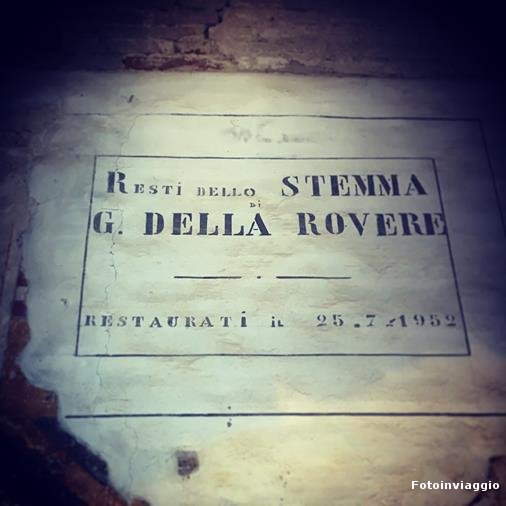 RESTI DELLO STEMMA
DI
G. DELLA ROVERE
RESTAURATI il 25.7.1952
Fotoinviaggio